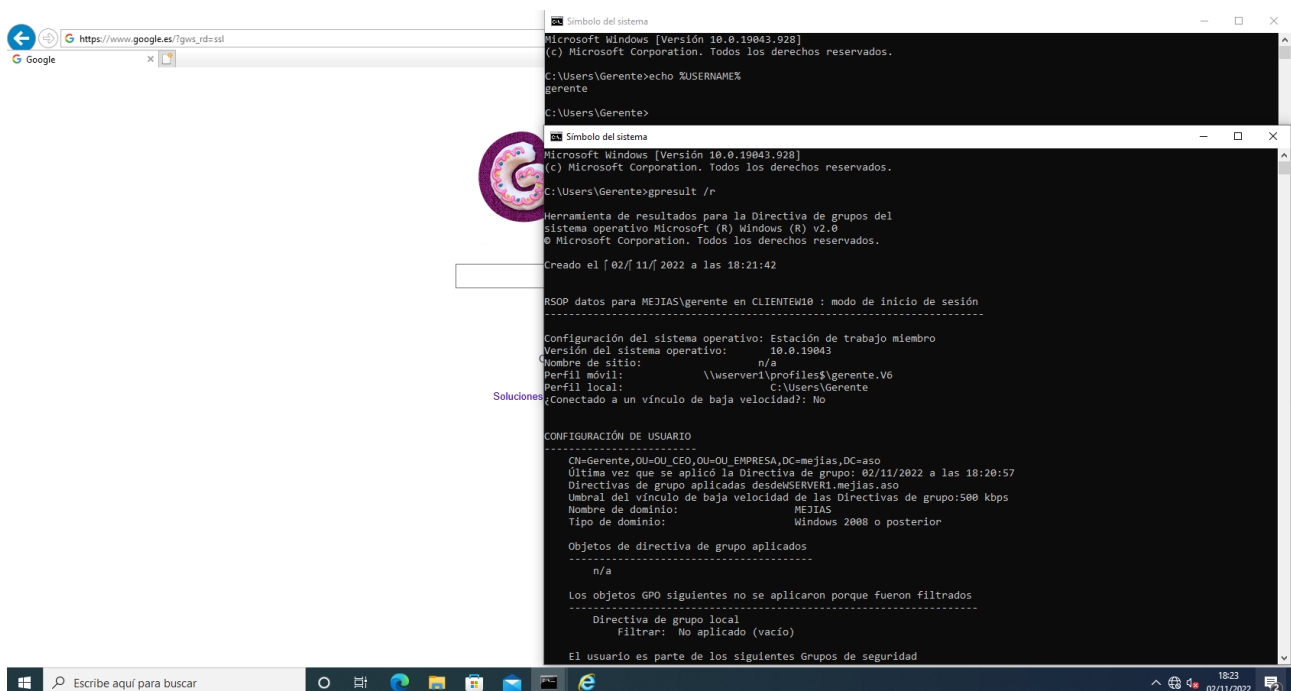 https://www.google.es/?gws_rd=ssl
Google
Soluciones
Símbolo del sistema
Microsoft Windows [Versión 10.0.19043.928]
(c) Microsoft Corporation. Todos los derechos reservados.
C:\Users\Gerente>echo %USERNAME%
gerente
C:\Users\Gerente>
Símbolo del sistema
Microsoft Windows [Versión 10.0.19043.928]
(c) Microsoft Corporation. Todos los derechos reservados.
C:\Users\Gerente>gpresult /r
Herramienta de resultados para la Directiva de grupos del
sistema operativo Microsoft (R) Windows (R) v2.0
© Microsoft Corporation. Todos los derechos reservados.
Creado el ⌈02/⌈11/⌈2022 a las 18:21:42
RSOP datos para MEJIAS\gerente en CLIENTEW10 : modo de inicio de sesión
------------------------------------------------------------------------
Configuración del sistema operativo: Estación de trabajo miembro
Versión del sistema operativo: 10.0.19043
Nombre de sitio: n/a
Perfil móvil: \\wserver1\profiles$\gerente.V6
Perfil local: C:\Users\Gerente
¿Conectado a un vínculo de baja velocidad?: No
CONFIGURACIÓN DE USUARIO
-------------------------
CN=Gerente,OU=OU_CEO,OU=OU_EMPRESA,DC=mejias,DC=aso
Última vez que se aplicó la Directiva de grupo: 02/11/2022 a las 18:20:57
Directivas de grupo aplicadas desdeWSERVER1.mejias.aso
Umbral del vínculo de baja velocidad de las Directivas de grupo:500 kbps
Nombre de dominio: MEJIAS
Tipo de dominio: Windows 2008 o posterior
Objetos de directiva de grupo aplicados
----------------------------------------
n/a
Los objetos GPO siguientes no se aplicaron porque fueron filtrados
-------------------------------------------------------------------
Directiva de grupo local
Filtrar: No aplicado (vacío)
El usuario es parte de los siguientes Grupos de seguridad
Escribe aquí para buscar
18:23
02/11/2022